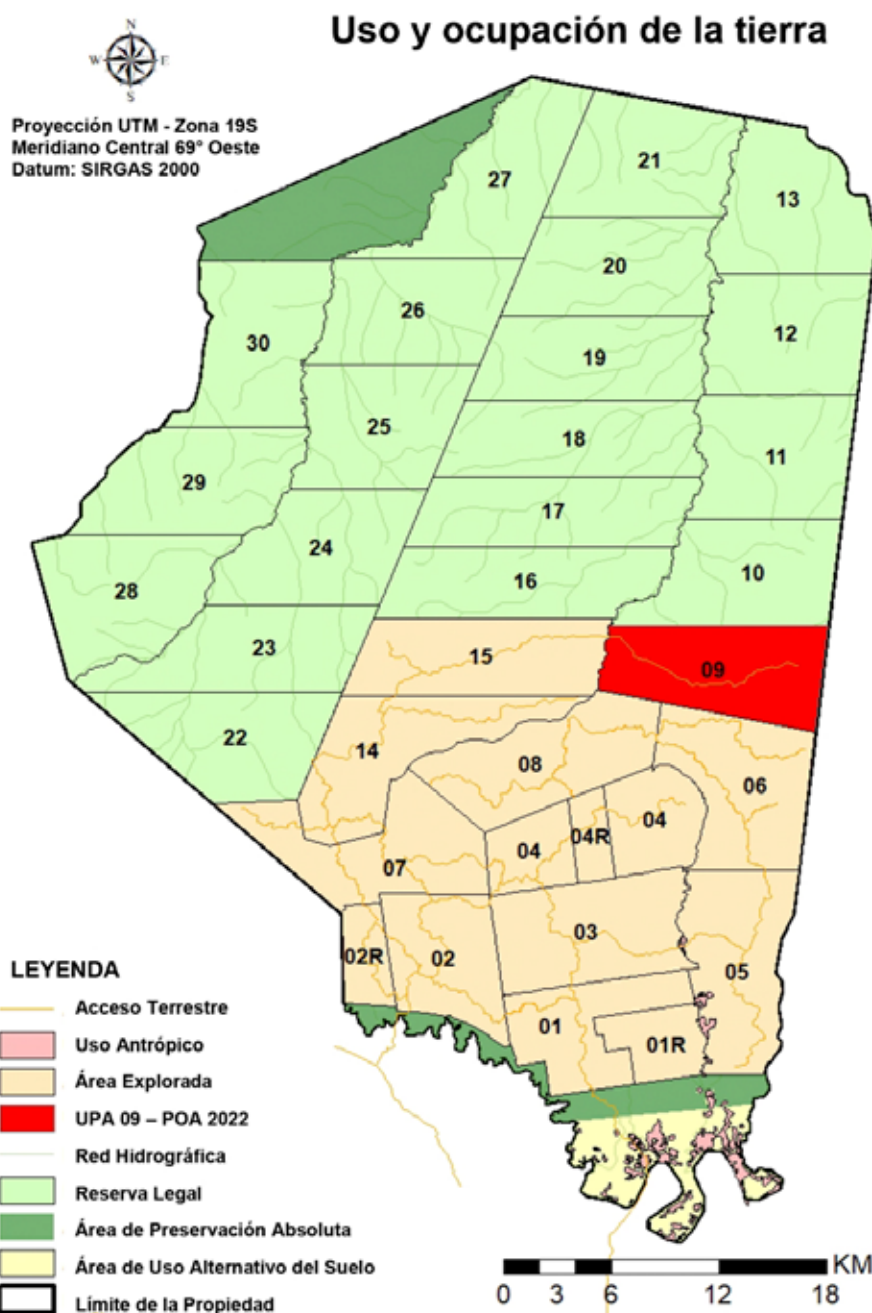 Uso y ocupación de la tierra
N
W E
S
Proyección UTM - Zona 19S
Meridiano Central 69° Oeste
Datum: SIRGAS 2000
21
27
13
20
26
12
30
19
25
18
11
29
17
24
10
16
28
23
15
09
22
14
08
06
04
04R
04
07
03
02R
02
05
01
01R
LEYENDA
Acceso Terrestre
Uso Antrópico
Área Explorada
UPA 09 – POA 2022
Red Hidrográfica
Reserva Legal
Área de Preservación Absoluta
Área de Uso Alternativo del Suelo
Límite de la Propiedad
KM
0 3 6 12 18